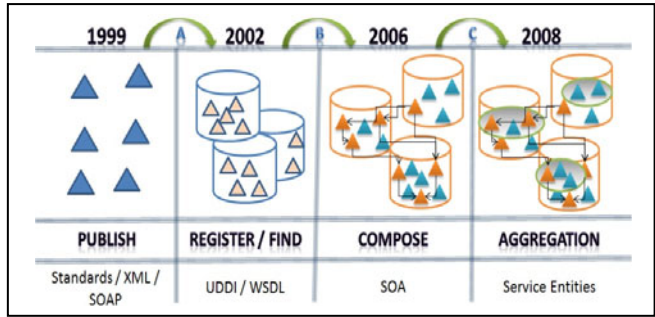 1999 A 2002 B 2006 C 2008
PUBLISH REGISTER / FIND COMPOSE AGGREGATION
Standards / XML /
SOAP
UDDI / WSDL SOA Service Entities